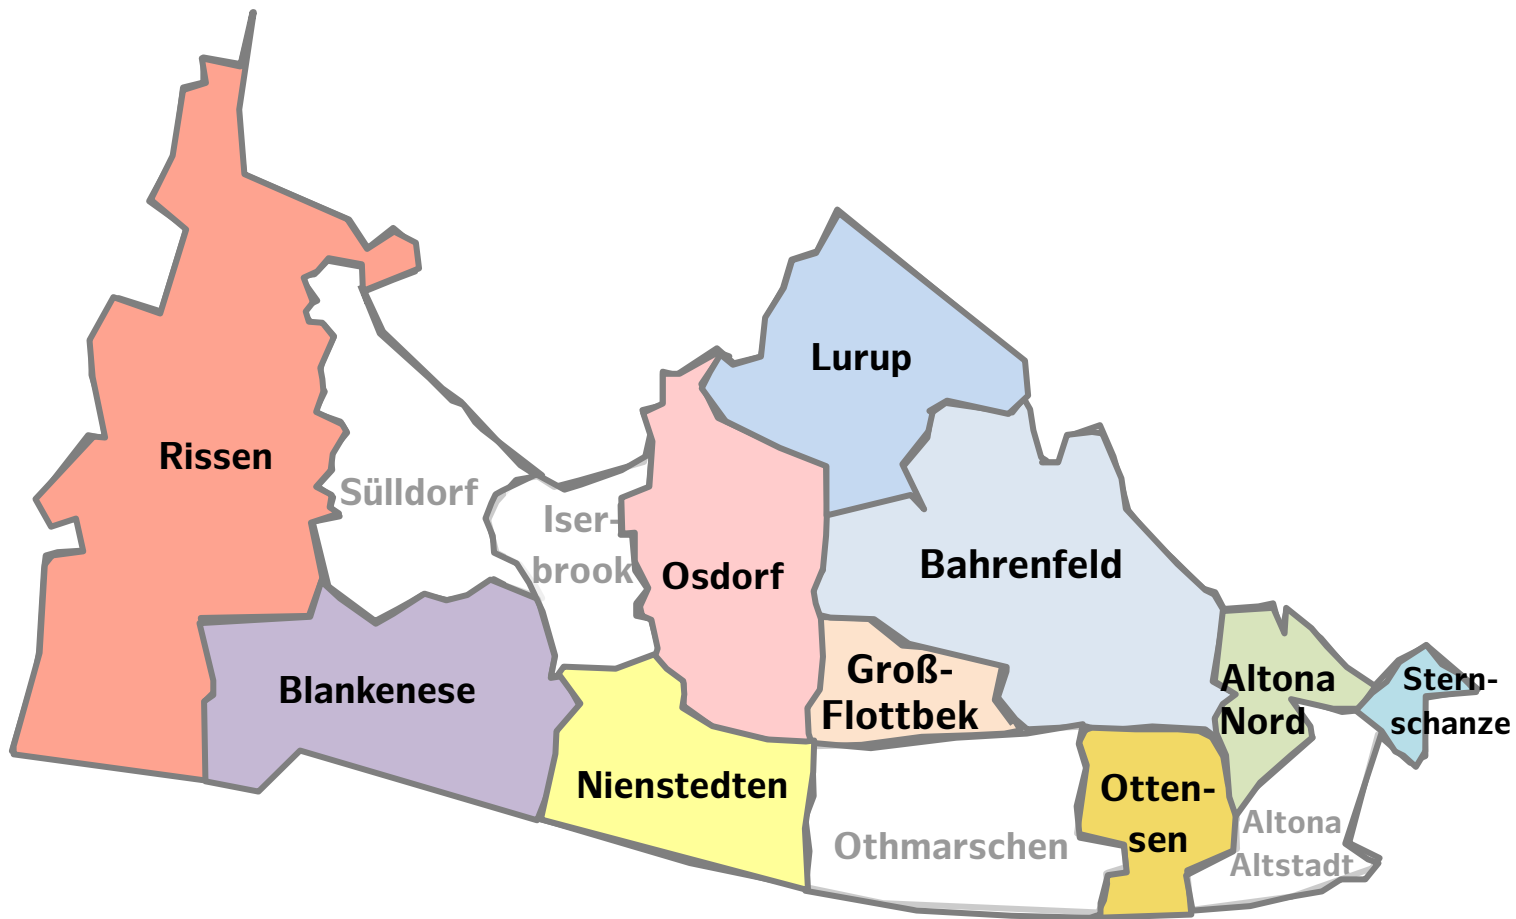 Lurup
Rissen
Sülldorf
Iser-
brook
Osdorf
Bahrenfeld
Blankenese
Groß-
Flottbek
Altona
Nord
Stern-
schanze
Nienstedten
Othmarschen
Otten-
sen
Altona
Altstadt